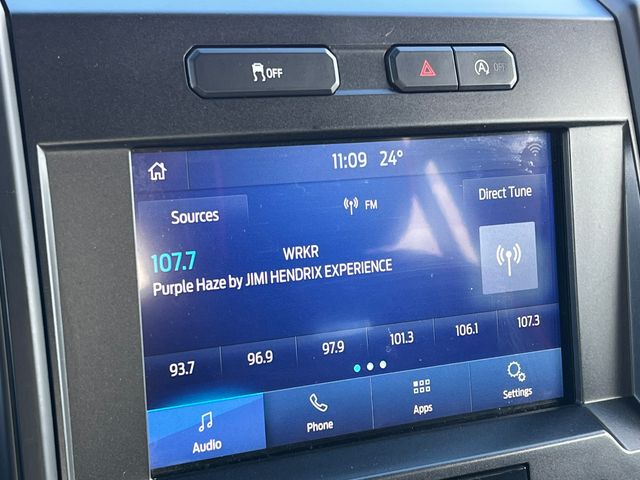 OFF
A OFF
11:09 24°
Sources
FM
Direct Tune
107.7
WRKR
Purple Haze by JIMI HENDRIX EXPERIENCE
93.7 96.9 97.9 101.3 106.1 107.3
Audio Phone Apps Settings